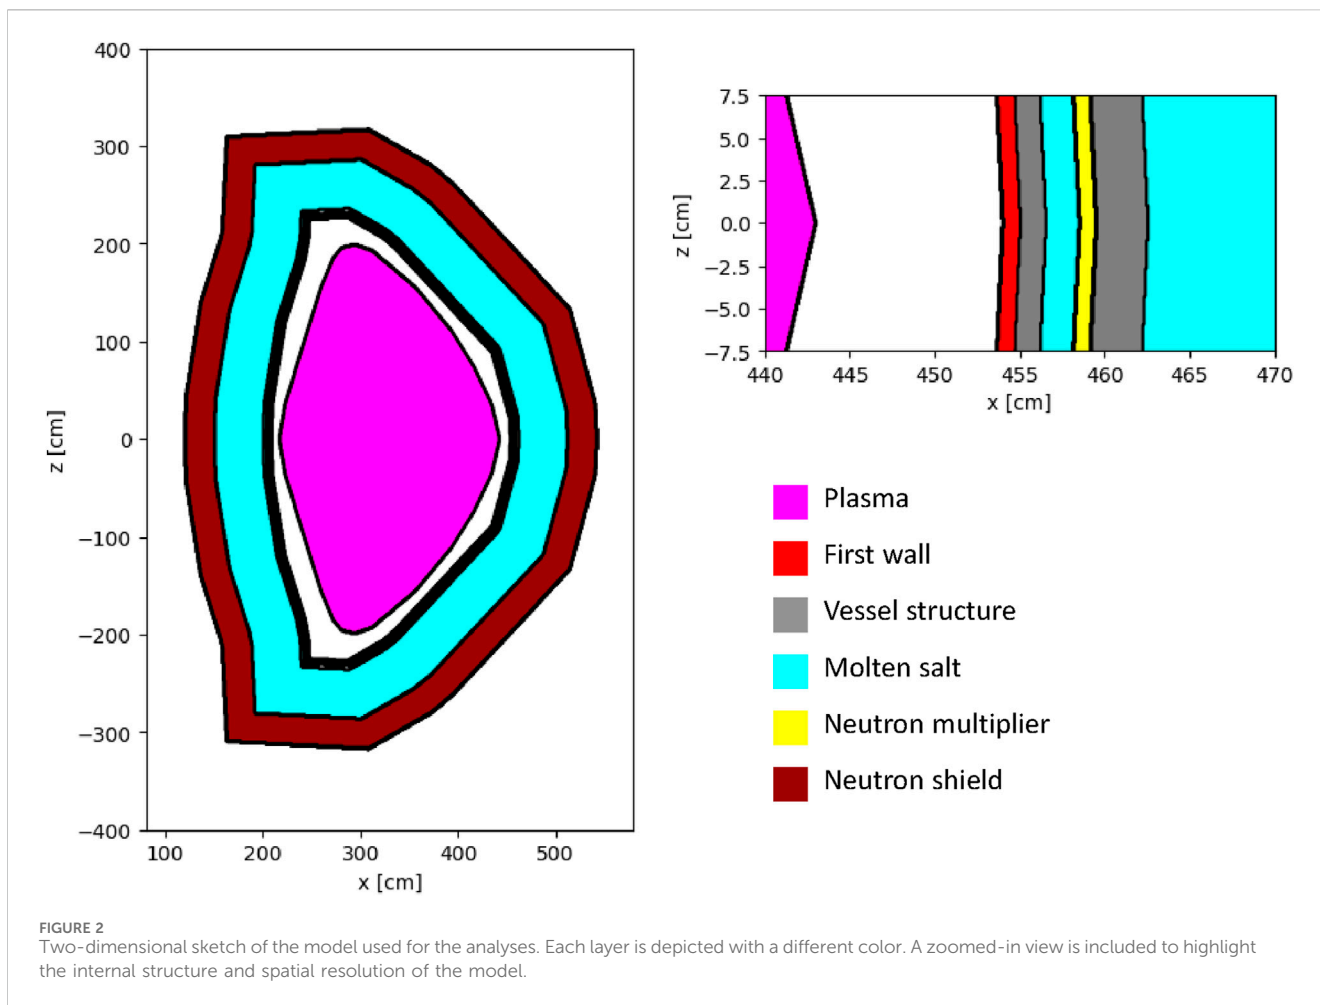 400
300
200
100
0
−100
−200
−300
−400
z [cm]
100 200 300 400 500
x [cm]
7.5
5.0
2.5
0.0
−2.5
−5.0
−7.5
z [cm]
440 445 450 455 460 465 470
x [cm]
Plasma
First wall
Vessel structure
Molten salt
Neutron multiplier
Neutron shield
FIGURE 2
Two-dimensional sketch of the model used for the analyses. Each layer is depicted with a different color. A zoomed-in view is included to highlight
the internal structure and spatial resolution of the model.